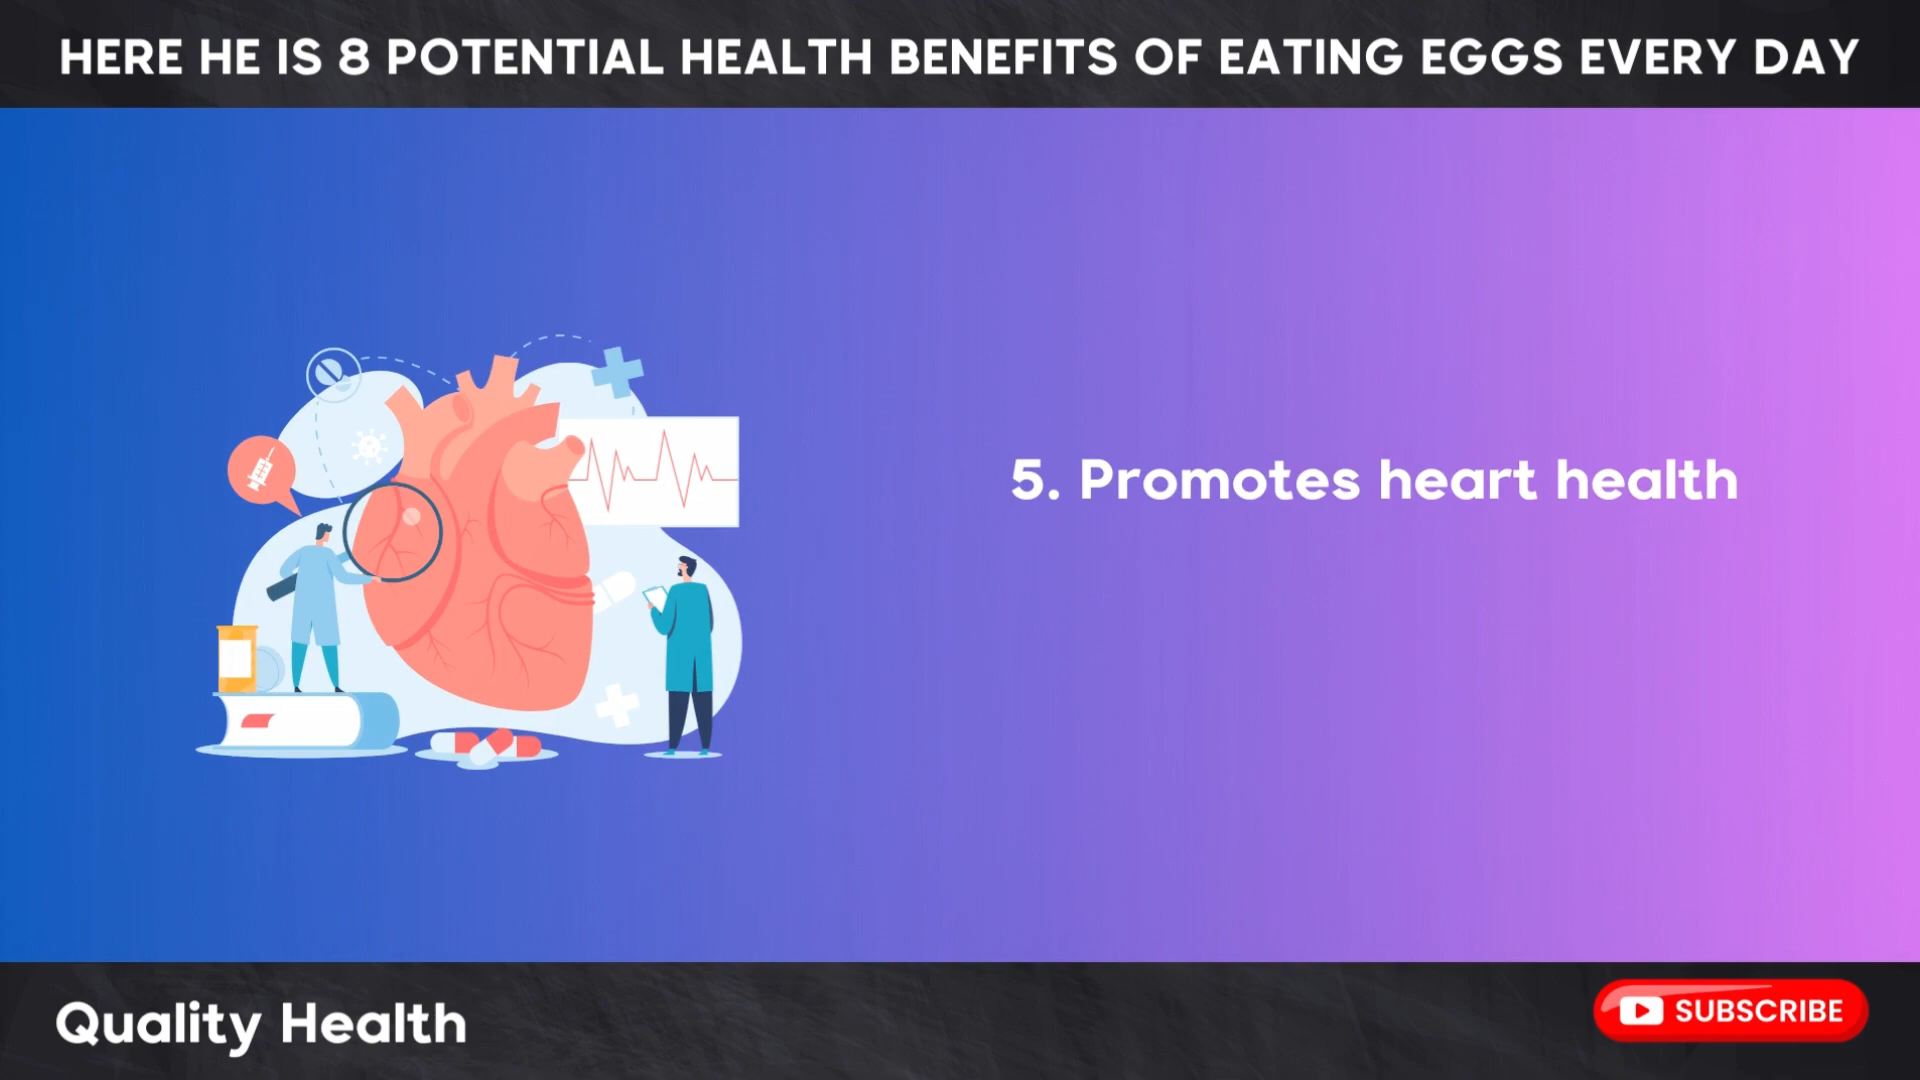 HERE HE IS 8 POTENTIAL HEALTH BENEFITS OF EATING EGGS EVERY DAY
5. Promotes heart health
Quality Health
SUBSCRIBE